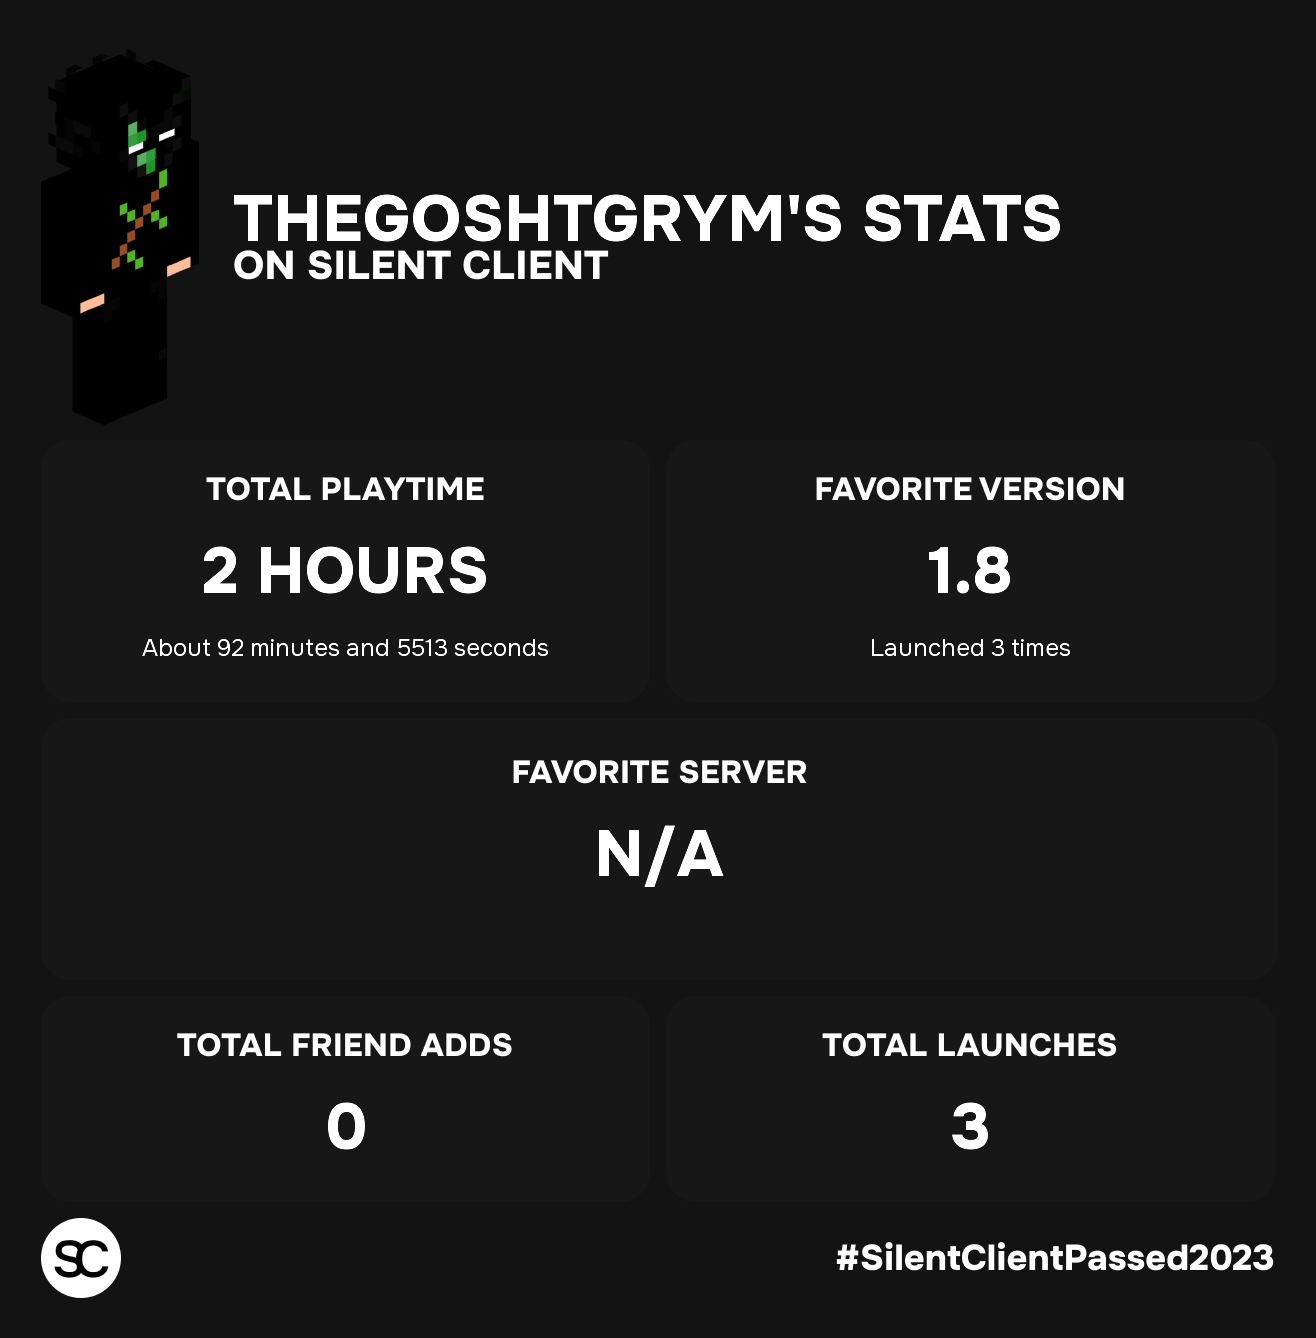 THEGOSHTGRYM'S STATS
ON SILENT CLIENT
TOTAL PLAYTIME
2 HOURS
About 92 minutes and 5513 seconds
FAVORITE VERSION
1.8
Launched 3 times
FAVORITE SERVER
N/A
TOTAL FRIEND ADDS
0
TOTAL LAUNCHES
3
SC
#SilentClientPassed2023